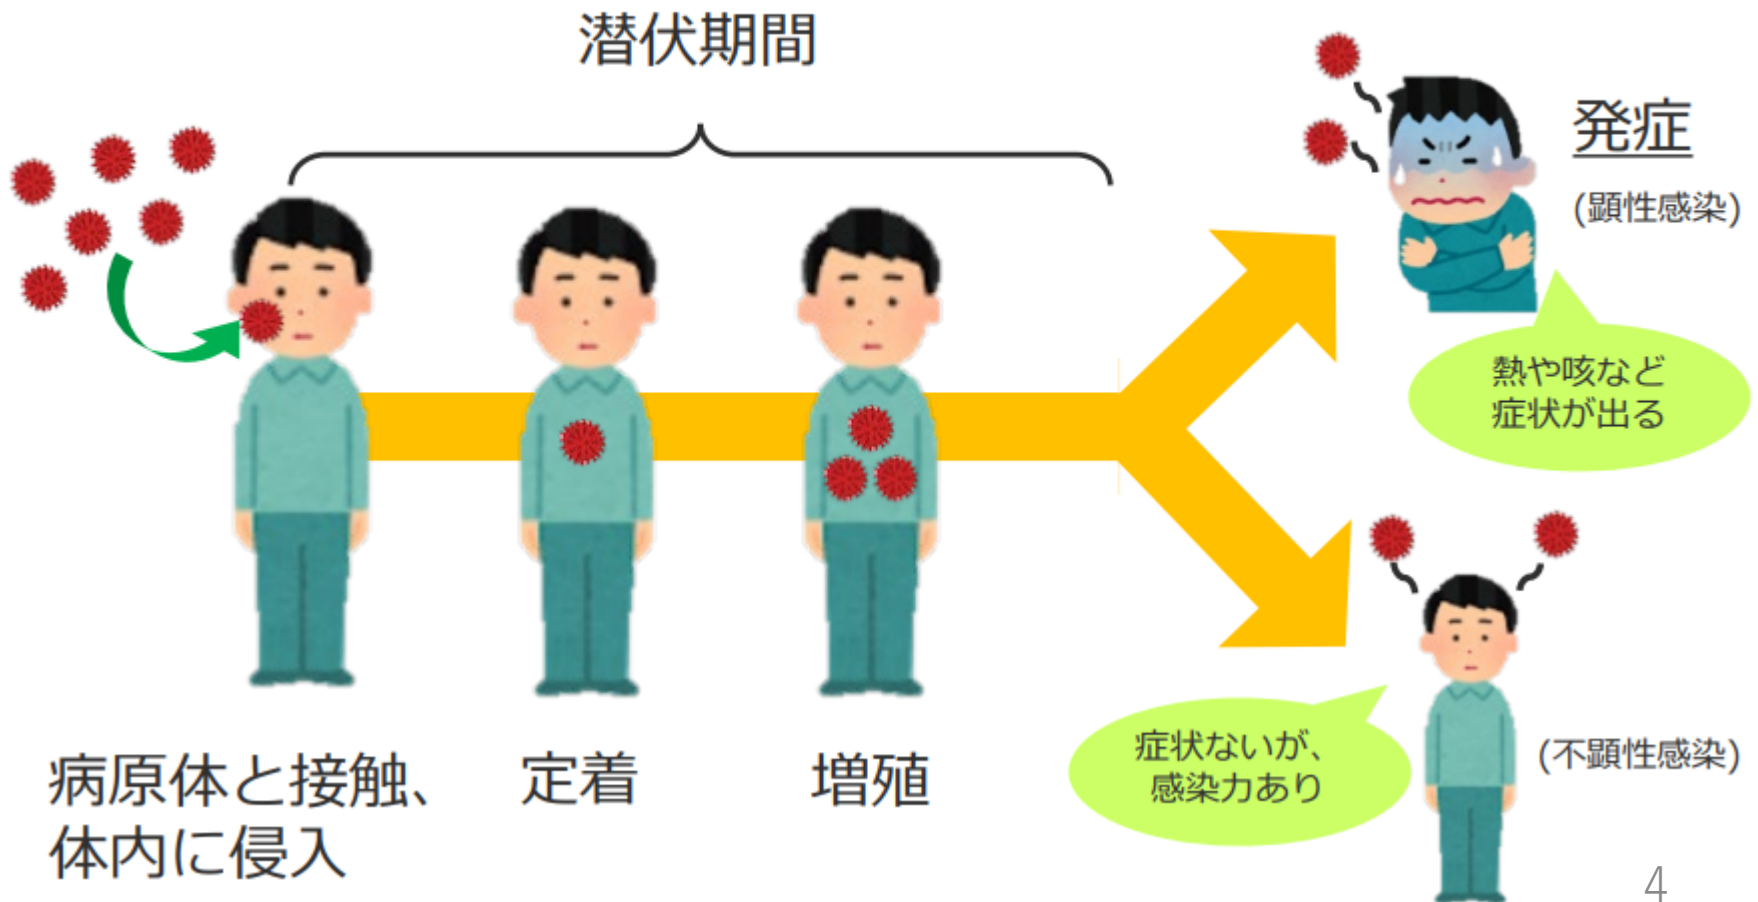 潜伏期間
発症
(顕性感染)
熱や咳など
症状が出る
病原体と接触、
体内に侵入
定着
増殖
症状ないが、
感染力あり
(不顕性感染)
4